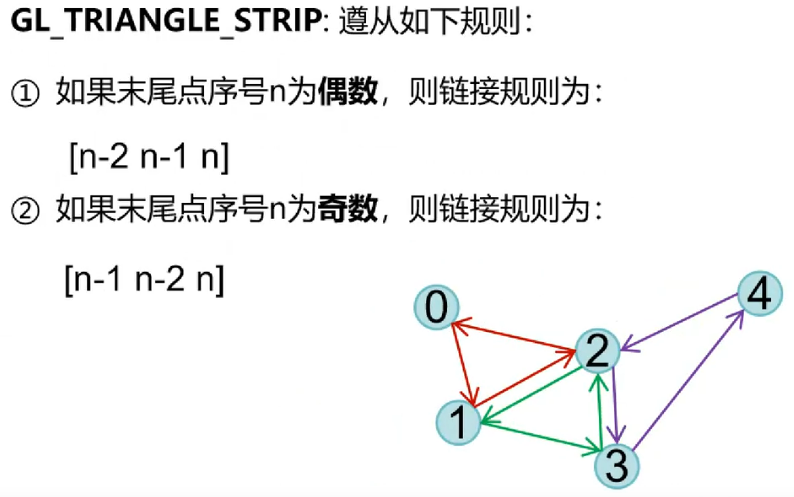 GL_TRIANGLE_STRIP: 遵从如下规则：
① 如果末尾点序号n为偶数，则链接规则为：
[n-2 n-1 n]
② 如果末尾点序号n为奇数，则链接规则为：
[n-1 n-2 n]
0
4
2
1
3